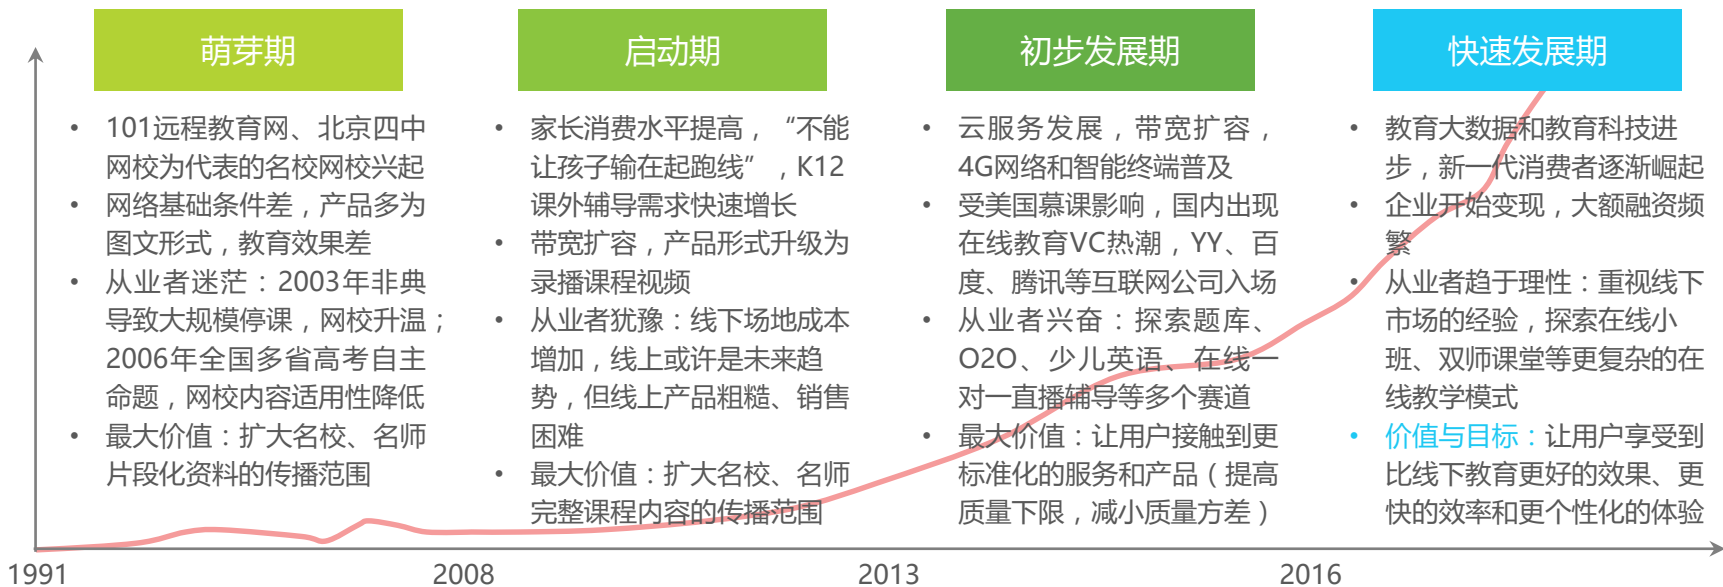 萌芽期
• 101远程教育网、北京四中
网校为代表的名校网校兴起
• 网络基础条件差，产品多为
图文形式，教育效果差
• 从业者迷茫：2003年非典
导致大规模停课，网校升温；
2006年全国多省高考自主
命题，网校内容适用性降低
• 最大价值：扩大名校、名师
片段化资料的传播范围
启动期
• 家长消费水平提高，“不能
让孩子输在起跑线”，K12
课外辅导需求快速增长
• 带宽扩容，产品形式升级为
录播课程视频
• 从业者犹豫：线下场地成本
增加，线上或许是未来趋
势，但线上产品粗糙、销售
困难
• 最大价值：扩大名校、名师
完整课程内容的传播范围
初步发展期
• 云服务发展，带宽扩容，
4G网络和智能终端普及
• 受美国慕课影响，国内出现
在线教育VC热潮，YY、百
度、腾讯等互联网公司入场
• 从业者兴奋：探索题库、
O2O、少儿英语、在线一
对一直播辅导等多个赛道
• 最大价值：让用户接触到更
标准化的服务和产品（提高
质量下限，减小质量方差）
快速发展期
• 教育大数据和教育科技进
步，新一代消费者逐渐崛起
• 企业开始变现，大额融资频
繁
• 从业者趋于理性：重视线下
市场的经验，探索在线小
班、双师课堂等更复杂的在
线教学模式
• 价值与目标：让用户享受到
比线下教育更好的效果、更
快的效率和更个性化的体验
1991
2008
2013
2016